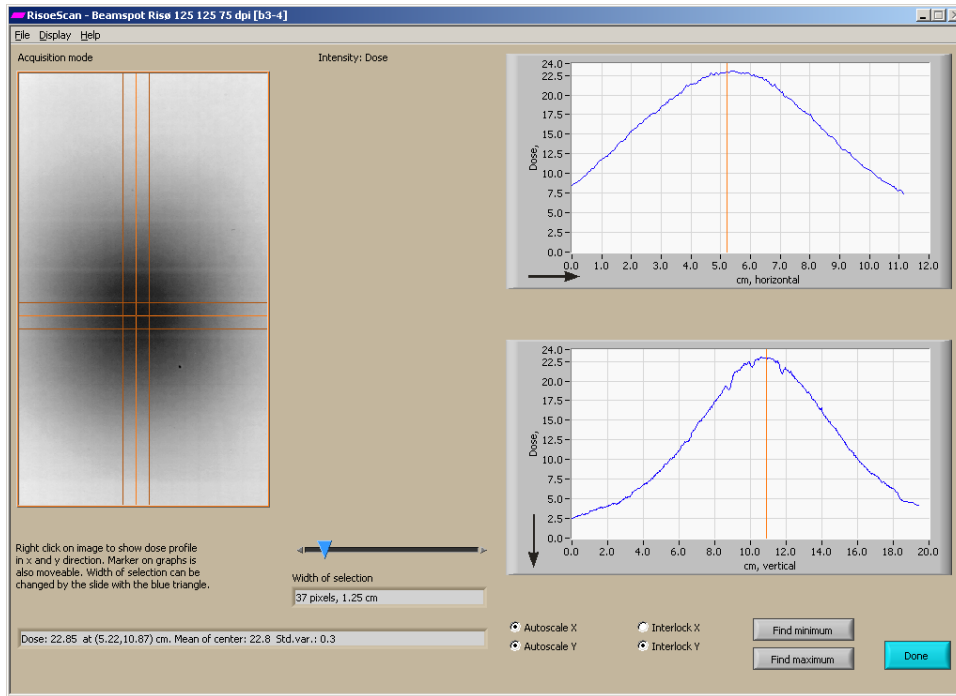 RisoeScan - Beamspot Risø 125 125 75 dpi [b3-4]
File Display Help
Acquisition mode
Intensity: Dose
24.0
22.5
20.0
17.5
15.0
12.5
10.0
7.5
5.0
2.5
0.0
Dose,
0.0 1.0 2.0 3.0 4.0 5.0 6.0 7.0 8.0 9.0 10.0 11.0 12.0
cm, horizontal
24.0
22.5
20.0
17.5
15.0
12.5
10.0
7.5
5.0
2.5
0.0
Dose,
0.0 2.0 4.0 6.0 8.0 10.0 12.0 14.0 16.0 18.0 20.0
cm, vertical
Right click on image to show dose profile
in x and y direction. Marker on graphs is
also moveable. Width of selection can be
changed by the slide with the blue triangle.
Width of selection
37 pixels, 1.25 cm
Dose: 22.85 at (5.22,10.87) cm. Mean of center: 22.8 Std.var.: 0.3
Autoscale X Interlock X Find minimum
Autoscale Y Interlock Y Find maximum
Done